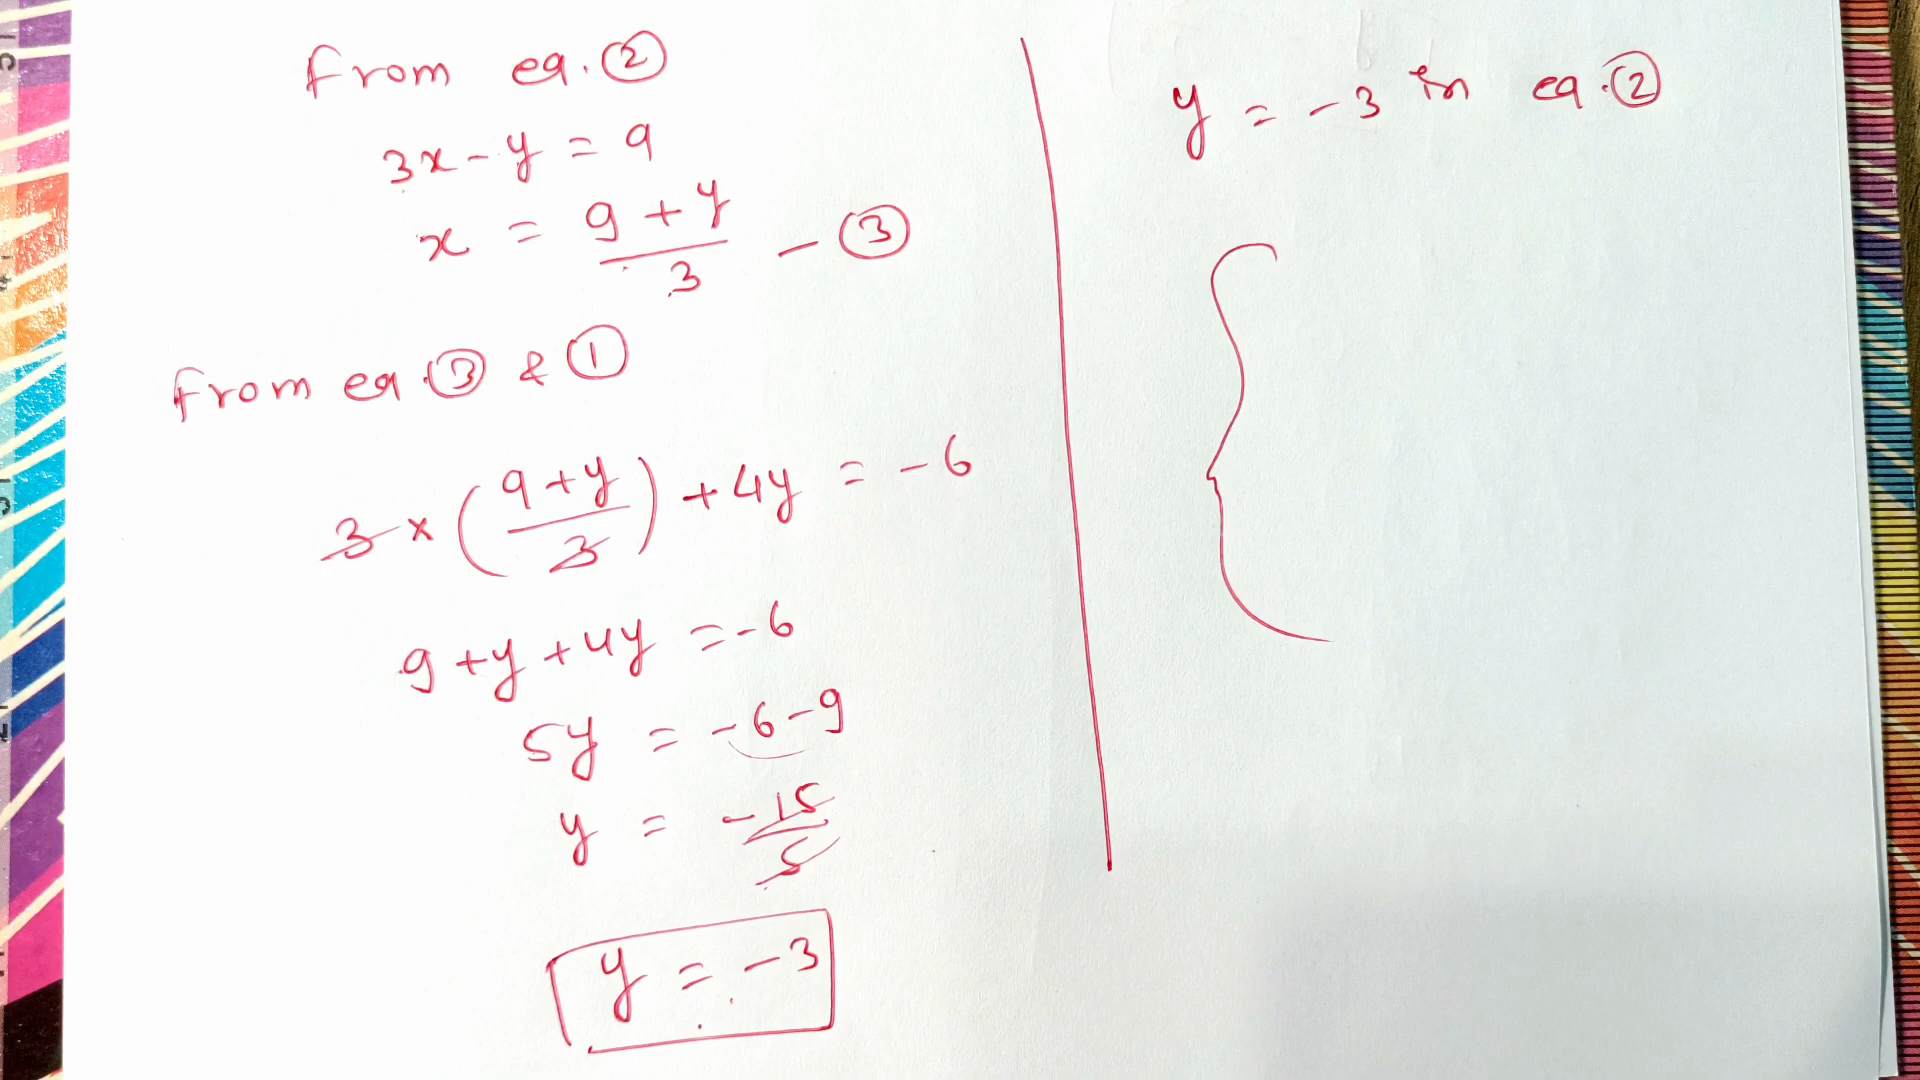 from eq. ②
3x - y = 9
x = 9 + y / 3 - ③
from eq. ③ & ①
3 × (9 + y / 3) + 4y = -6
9 + y + 4y = -6
5y = -6 - 9
y = -15 / 5
y = -3
y = -3 in eq. ②